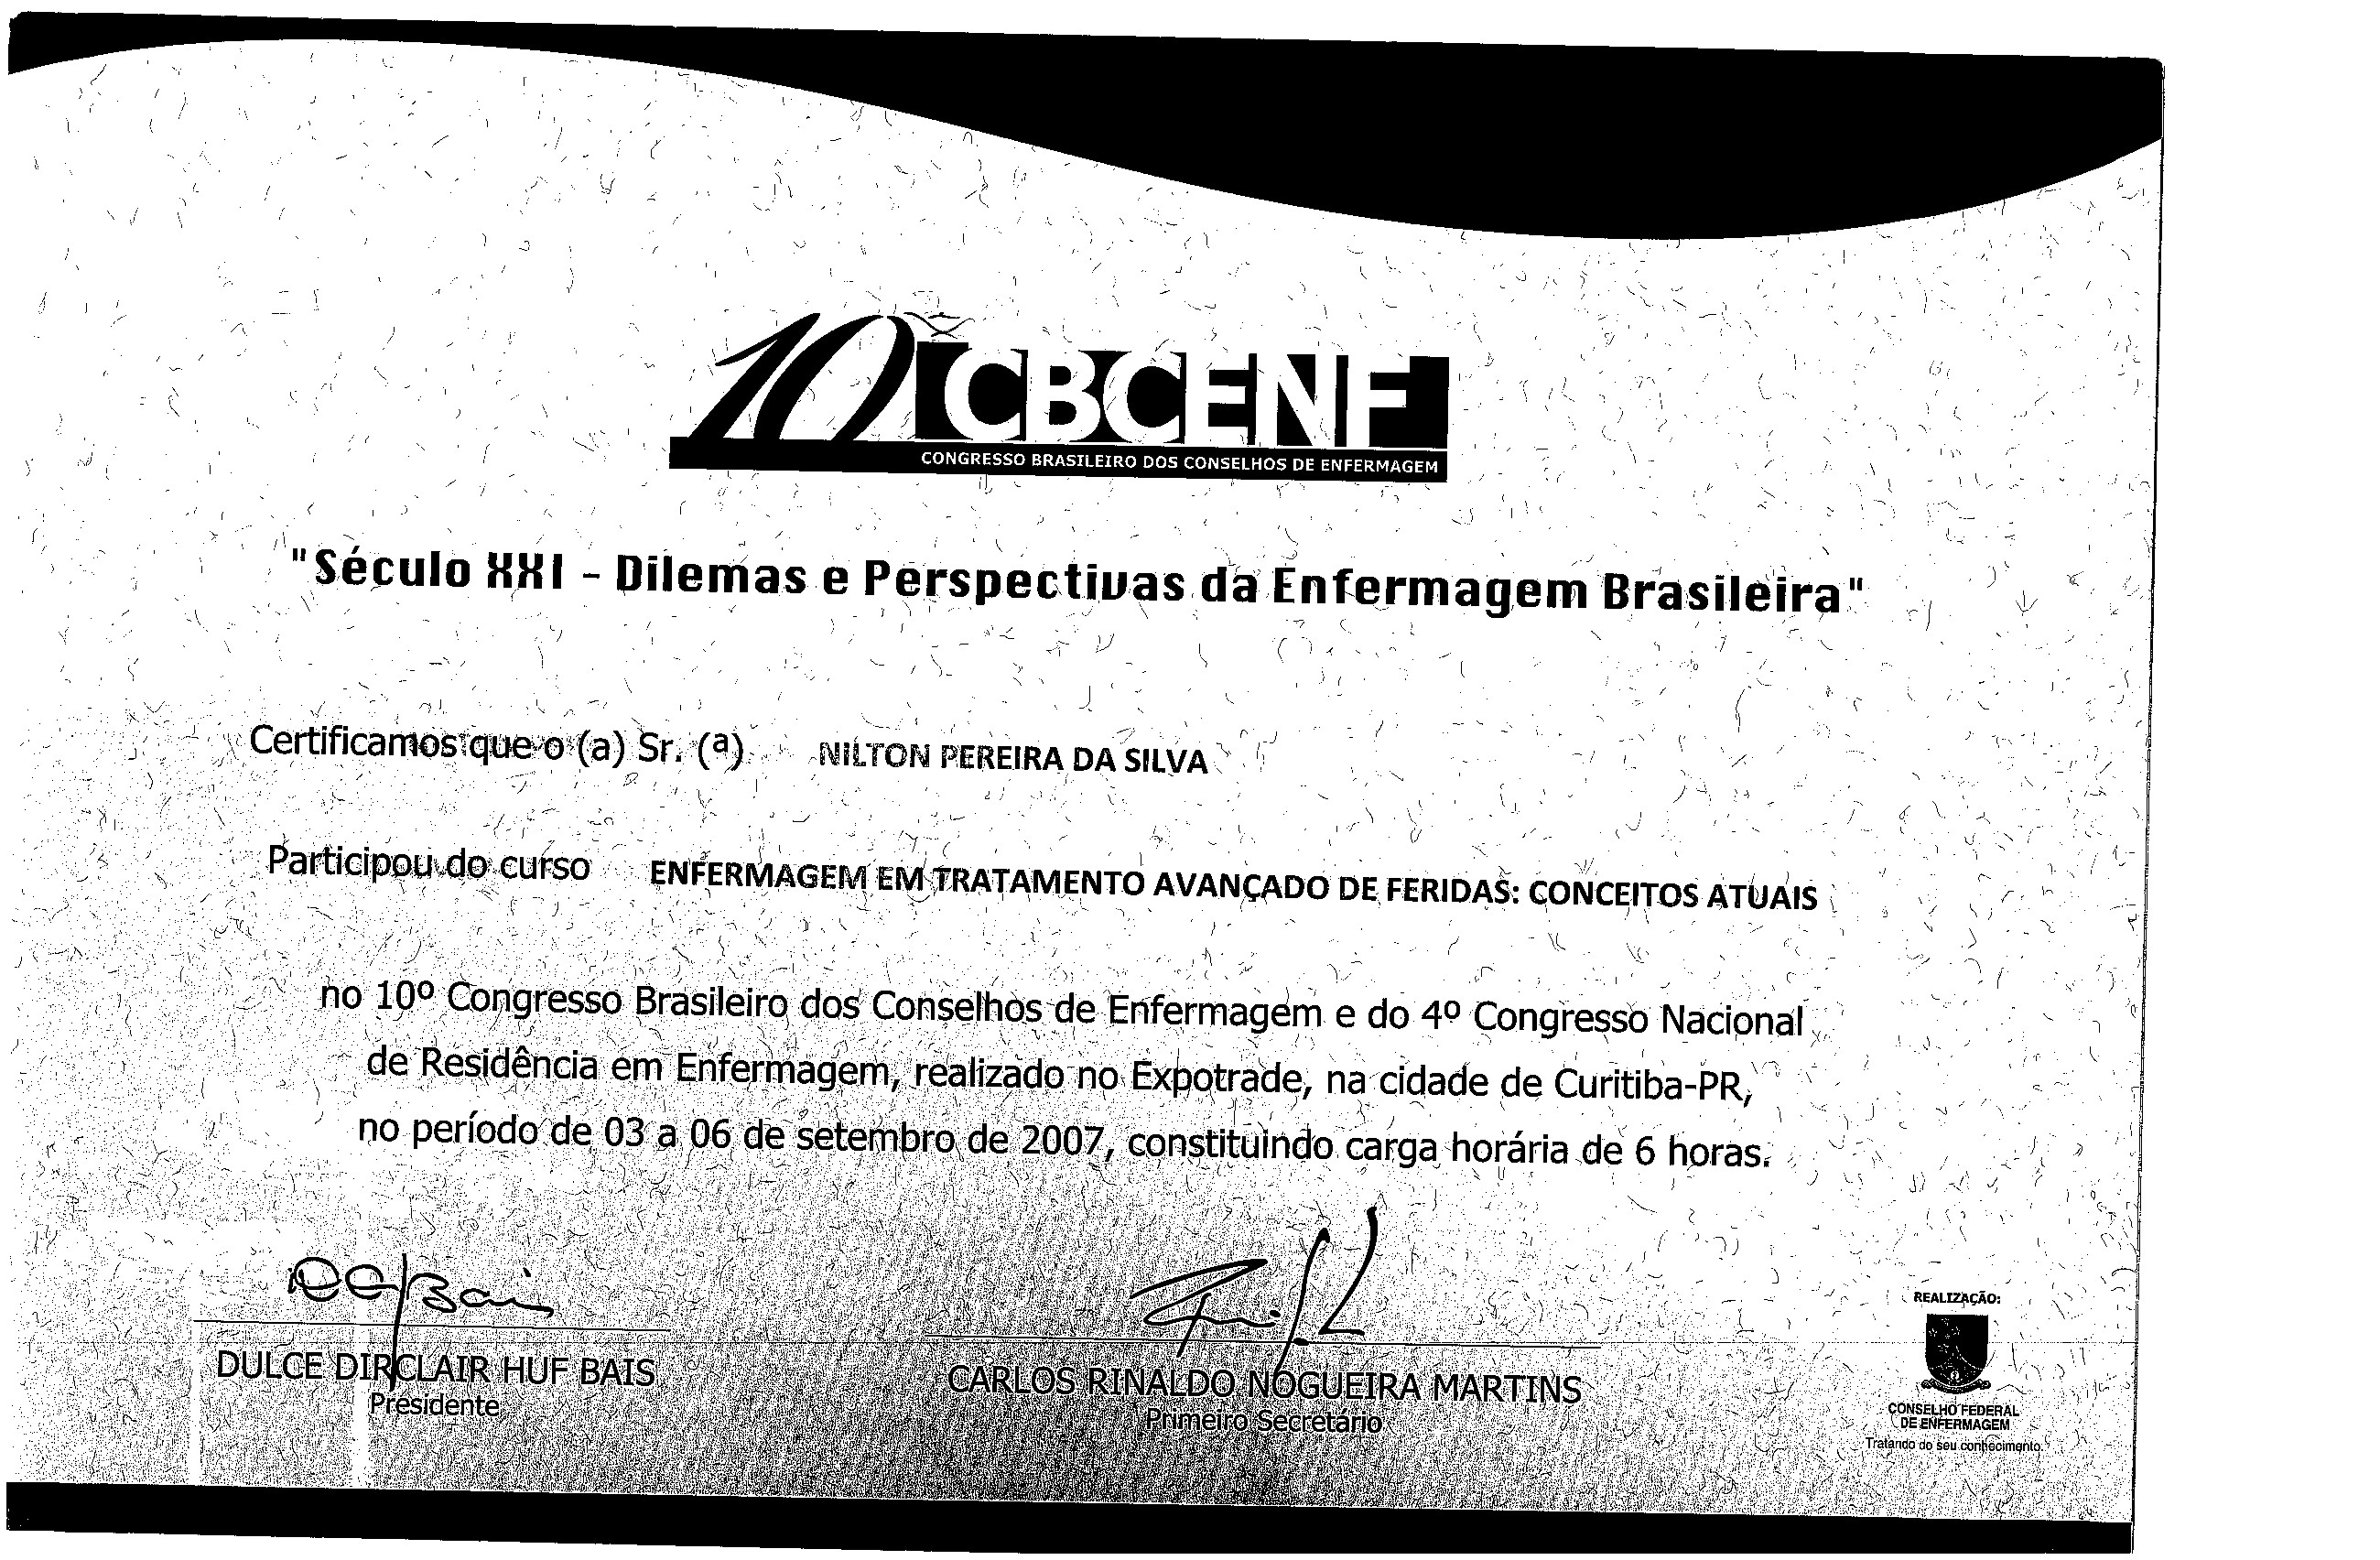 10 CBCENF
CONGRESSO BRASILEIRO DOS CONSELHOS DE ENFERMAGEM
"Século XXI - Dilemas e Perspectivas da Enfermagem Brasileira"
Certificamos que o (a) Sr. (ª) NILTON PEREIRA DA SILVA
Participou do curso ENFERMAGEM EM TRATAMENTO AVANÇADO DE FERIDAS: CONCEITOS ATUAIS
no 10º Congresso Brasileiro dos Conselhos de Enfermagem e do 4º Congresso Nacional
de Residência em Enfermagem, realizado no Expotrade, na cidade de Curitiba-PR,
no período de 03 a 06 de setembro de 2007, constituindo carga horária de 6 horas.
DULCE DIRCLAIR HUF BAIS
Presidente
CARLOS RINALDO NOGUEIRA MARTINS
Primeiro Secretário
REALIZAÇÃO:
CONSELHO FEDERAL
DE ENFERMAGEM
Tratando do seu conhecimento.